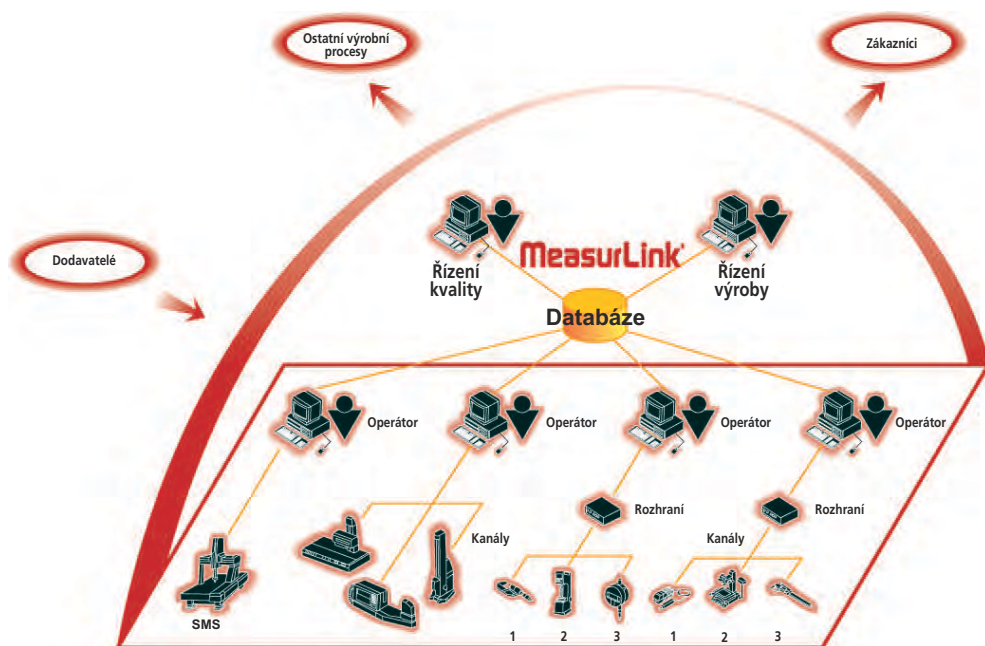 Ostatní výrobní
procesy
Zákazníci
Dodavatelé
MeasurLink
Řízení
kvality
Řízení
výroby
Databáze
Operátor
Operátor
Operátor
Operátor
Rozhraní
Rozhraní
Kanály
Kanály
SMS
1
2
3
1
2
3